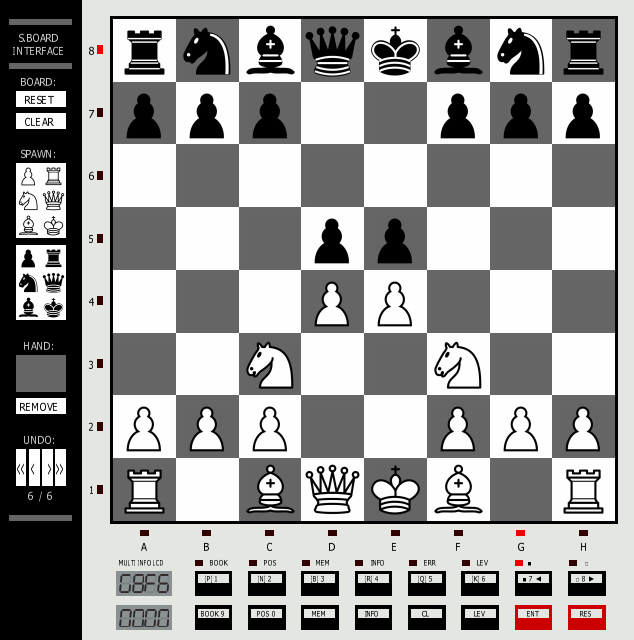 S.BOARD
INTERFACE
BOARD:
RESET
CLEAR
SPAWN:
HAND:
REMOVE
UNDO:
<< < > >>
6 / 6
8
7
6
5
4
3
2
1
A B C D E F G H
MULTI INFO LCD BOOK POS MEM INFO ERR LEV ■ □
G8F6 [P] 1 [N] 2 [B] 3 [R] 4 [Q] 5 [K] 6 ■ 7 ◄ □ 8 ►
0000 BOOK 9 POS 0 MEM INFO CL LEV ENT RES